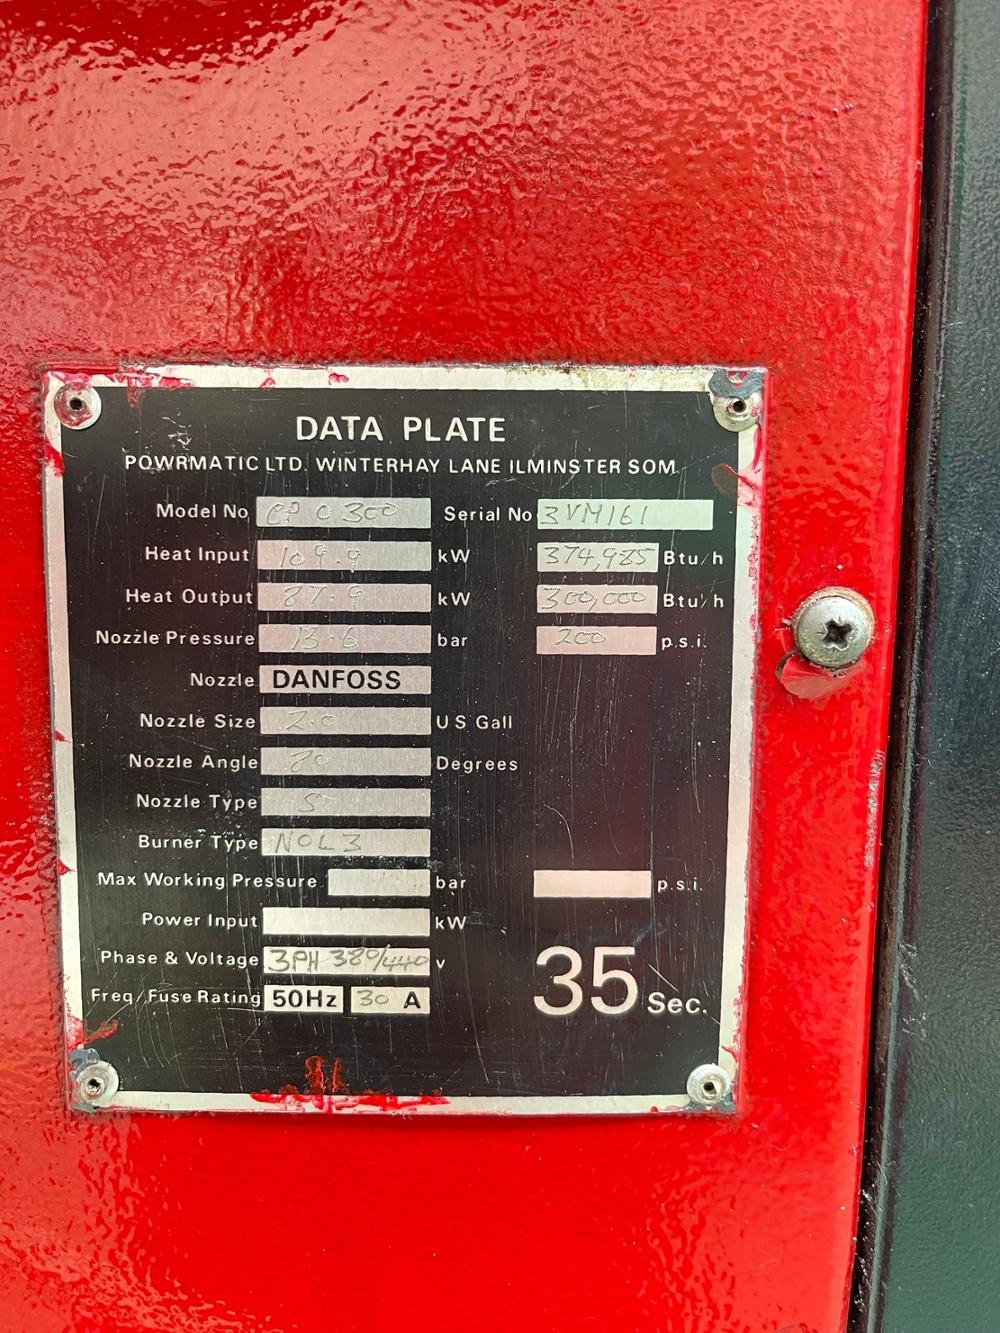 DATA PLATE
POWRMATIC LTD. WINTERHAY LANE ILMINSTER SOM
Model No CPO300 Serial No 3VM161
Heat Input 109.9 kW 374,985 Btu/h
Heat Output 87.9 kW 300,000 Btu/h
Nozzle Pressure 13.6 bar 200 p.s.i.
Nozzle DANFOSS
Nozzle Size 2.0 US Gall
Nozzle Angle 80 Degrees
Nozzle Type S
Burner Type NOL3
Max Working Pressure bar p.s.i.
Power Input kW
Phase & Voltage 3PH 380/440 v
Freq/Fuse Rating 50Hz 30 A
35 Sec.